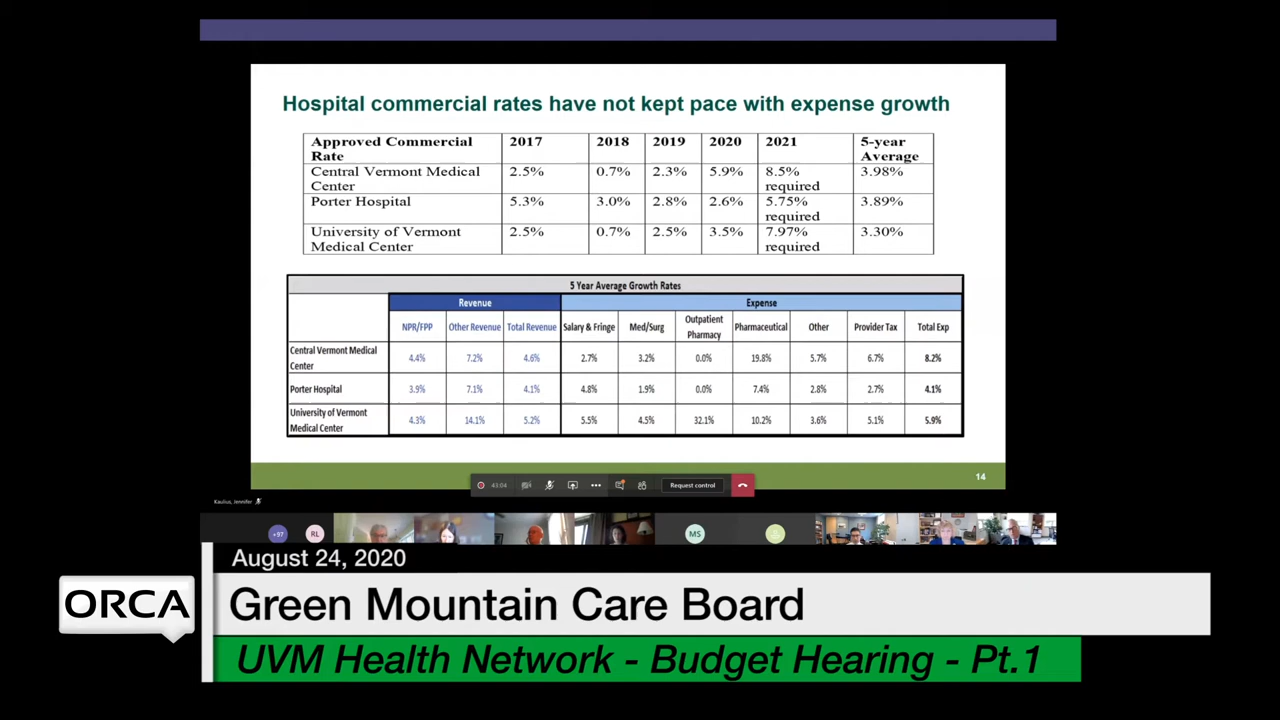 Hospital commercial rates have not kept pace with expense growth
Approved Commercial Rate 2017 2018 2019 2020 2021 5-year Average
Central Vermont Medical Center 2.5% 0.7% 2.3% 5.9% 8.5% required 3.98%
Porter Hospital 5.3% 3.0% 2.8% 2.6% 5.75% required 3.89%
University of Vermont Medical Center 2.5% 0.7% 2.5% 3.5% 7.97% required 3.30%
5 Year Average Growth Rates
Revenue Expense
NPR/FPP Other Revenue Total Revenue Salary & Fringe Med/Surg Outpatient Pharmacy Pharmaceutical Other Provider Tax Total Exp
Central Vermont Medical Center 4.4% 7.2% 4.6% 2.7% 3.2% 0.0% 19.8% 5.7% 6.7% 8.2%
Porter Hospital 3.9% 7.1% 4.1% 4.8% 1.9% 0.0% 7.4% 2.8% 2.7% 4.1%
University of Vermont Medical Center 4.3% 14.1% 5.2% 5.5% 4.5% 32.1% 10.2% 3.6% 5.1% 5.9%
14
43:04 Request control
Kaulius, Jennifer
+97 RL MS
August 24, 2020
ORCA
Green Mountain Care Board
UVM Health Network - Budget Hearing - Pt.1